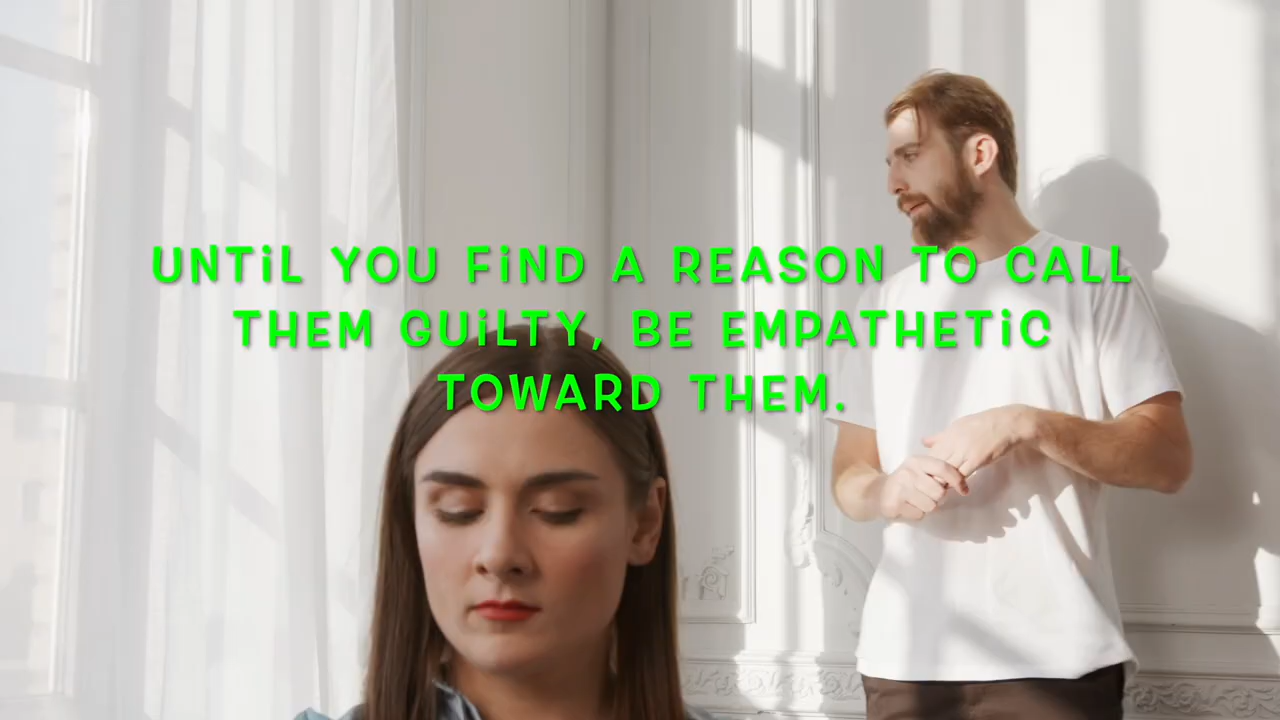 UNTIL YOU FIND A REASON TO CALL
THEM GUILTY, BE EMPATHETIC
TOWARD THEM.